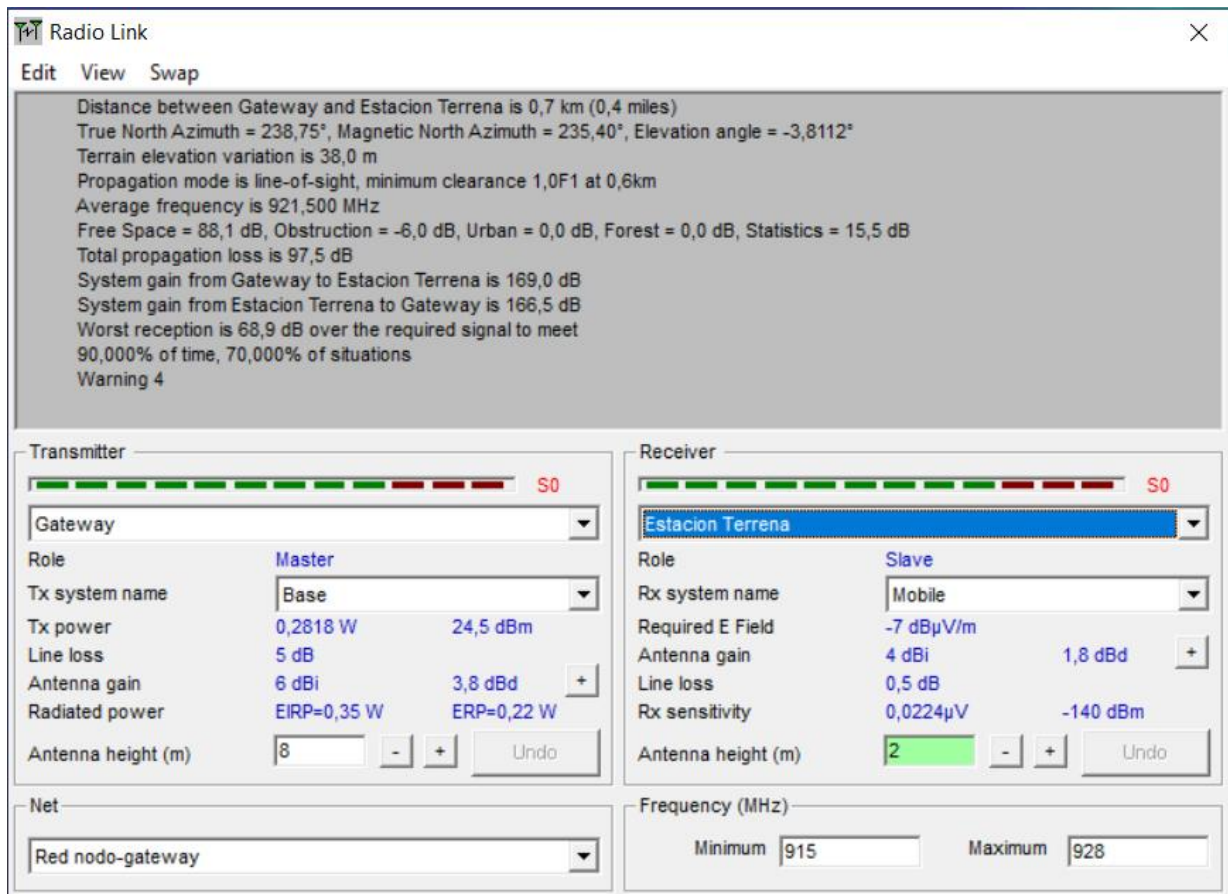 Radio Link
Edit View Swap
Distance between Gateway and Estacion Terrena is 0,7 km (0,4 miles)
True North Azimuth = 238,75°, Magnetic North Azimuth = 235,40°, Elevation angle = -3,8112°
Terrain elevation variation is 38,0 m
Propagation mode is line-of-sight, minimum clearance 1,0F1 at 0,6km
Average frequency is 921,500 MHz
Free Space = 88,1 dB, Obstruction = -6,0 dB, Urban = 0,0 dB, Forest = 0,0 dB, Statistics = 15,5 dB
Total propagation loss is 97,5 dB
System gain from Gateway to Estacion Terrena is 169,0 dB
System gain from Estacion Terrena to Gateway is 166,5 dB
Worst reception is 68,9 dB over the required signal to meet
90,000% of time, 70,000% of situations
Warning 4
Transmitter
S0
Gateway
Role Master
Tx system name Base
Tx power 0,2818 W 24,5 dBm
Line loss 5 dB
Antenna gain 6 dBi 3,8 dBd +
Radiated power EIRP=0,35 W ERP=0,22 W
Antenna height (m) 8 - + Undo
Receiver
S0
Estacion Terrena
Role Slave
Rx system name Mobile
Required E Field -7 dBµV/m
Antenna gain 4 dBi 1,8 dBd +
Line loss 0,5 dB
Rx sensitivity 0,0224µV -140 dBm
Antenna height (m) 2 - + Undo
Net
Red nodo-gateway
Frequency (MHz)
Minimum 915 Maximum 928